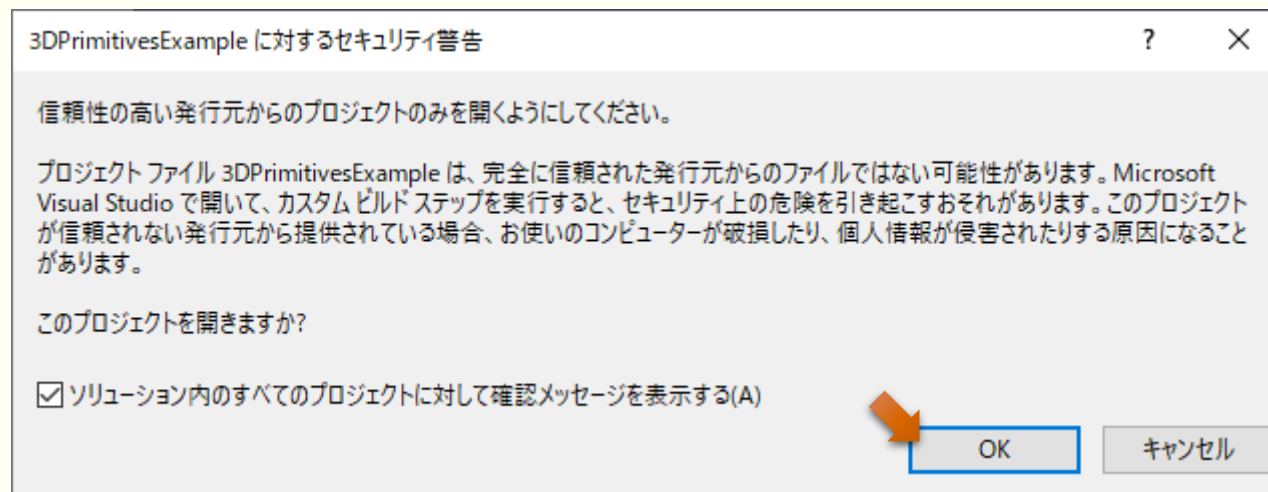 3DPrimitivesExample に対するセキュリティ警告
?
×
信頼性の高い発行元からのプロジェクトのみを開くようにしてください。
プロジェクト ファイル 3DPrimitivesExample は、完全に信頼された発行元からのファイルではない可能性があります。Microsoft
Visual Studio で開いて、カスタム ビルド ステップを実行すると、セキュリティ上の危険を引き起こすおそれがあります。このプロジェクト
が信頼されない発行元から提供されている場合、お使いのコンピューターが破損したり、個人情報が侵害されたりする原因になること
があります。
このプロジェクトを開きますか?
ソリューション内のすべてのプロジェクトに対して確認メッセージを表示する(A)
OK
キャンセル